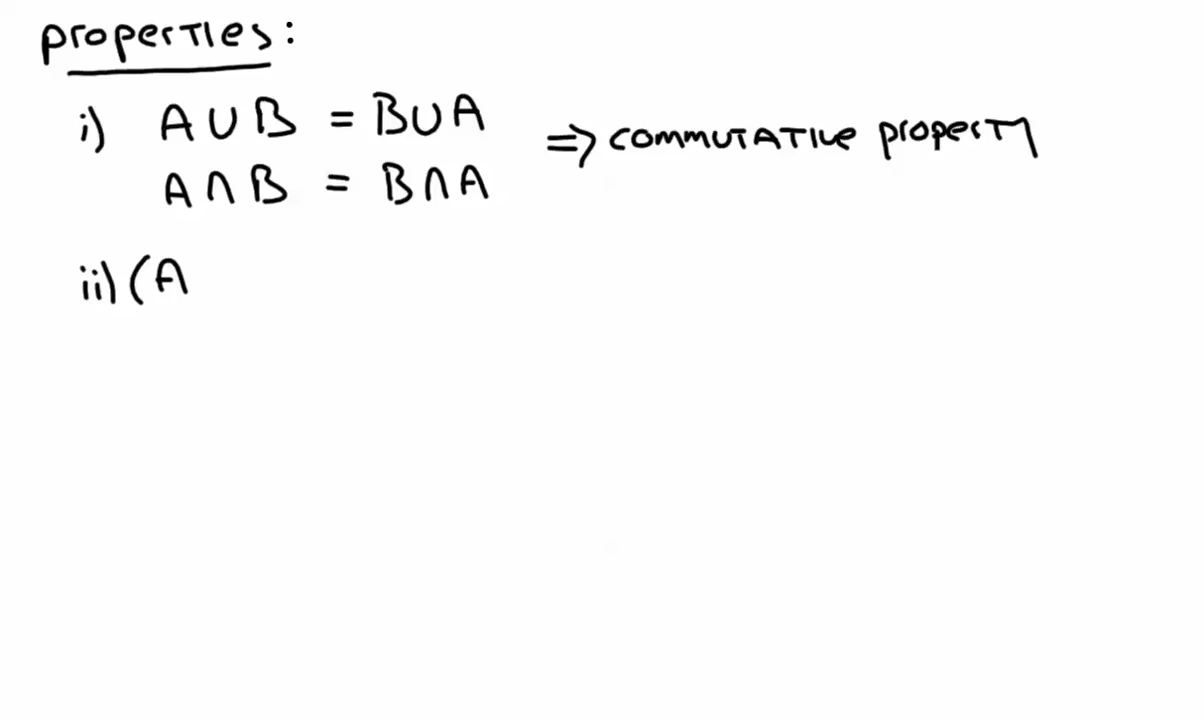 properties:
i) A ∪ B = B ∪ A ⇒ commutative property
A ∩ B = B ∩ A
ii) (A